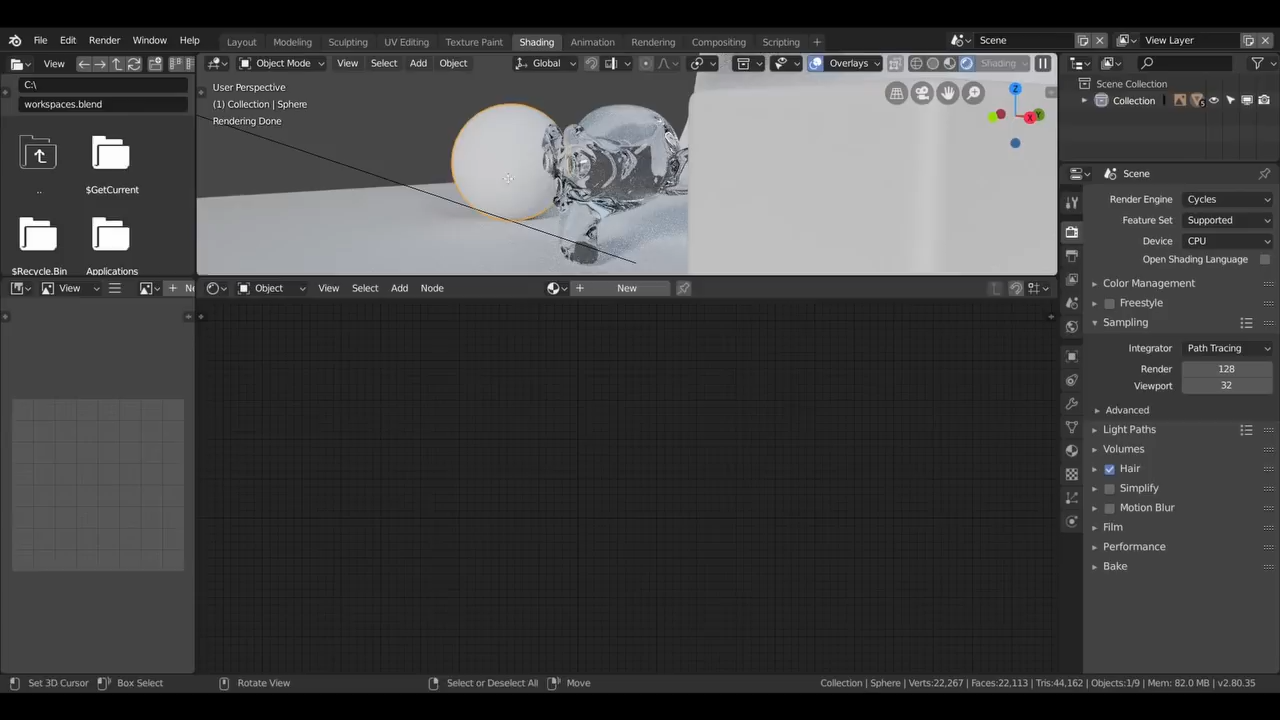 File Edit Render Window Help Layout Modeling Sculpting UV Editing Texture Paint Shading Animation Rendering Compositing Scripting + Scene View Layer
View Object Mode View Select Add Object Global Overlays Shading
C:\
workspaces.blend
..
$GetCurrent
$Recycle.Bin
Applications
User Perspective
(1) Collection | Sphere
Rendering Done
Z
X
Y
Scene Collection
Collection
View + Ne
Object View Select Add Node + New
Scene
Render Engine Cycles
Feature Set Supported
Device CPU
Open Shading Language
Color Management
Freestyle
Sampling
Integrator Path Tracing
Render 128
Viewport 32
Advanced
Light Paths
Volumes
Hair
Simplify
Motion Blur
Film
Performance
Bake
Set 3D Cursor Box Select Rotate View Select or Deselect All Move Collection | Sphere | Verts:22,267 | Faces:22,113 | Tris:44,162 | Objects:1/9 | Mem: 82.0 MB | v2.80.35